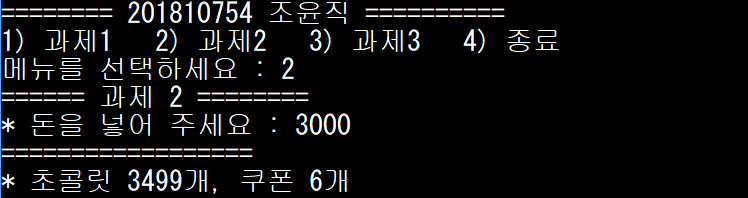 ======== 201810754 조윤직 ==========
1) 과제1   2) 과제2   3) 과제3   4) 종료
메뉴를 선택하세요 : 2
====== 과제 2 ========
* 돈을 넣어 주세요 : 3000
==================
* 초콜릿 3499개, 쿠폰 6개